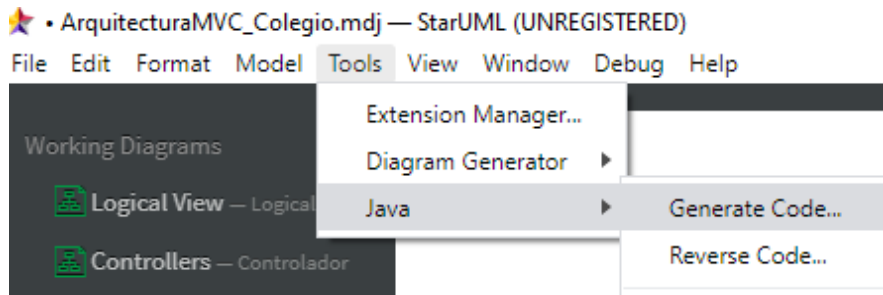 • ArquitecturaMVC_Colegio.mdj — StarUML (UNREGISTERED)
File Edit Format Model Tools View Window Debug Help
Extension Manager...
Working Diagrams
Diagram Generator
Logical View — Logical
Java
Generate Code...
Controllers — Controlador
Reverse Code...